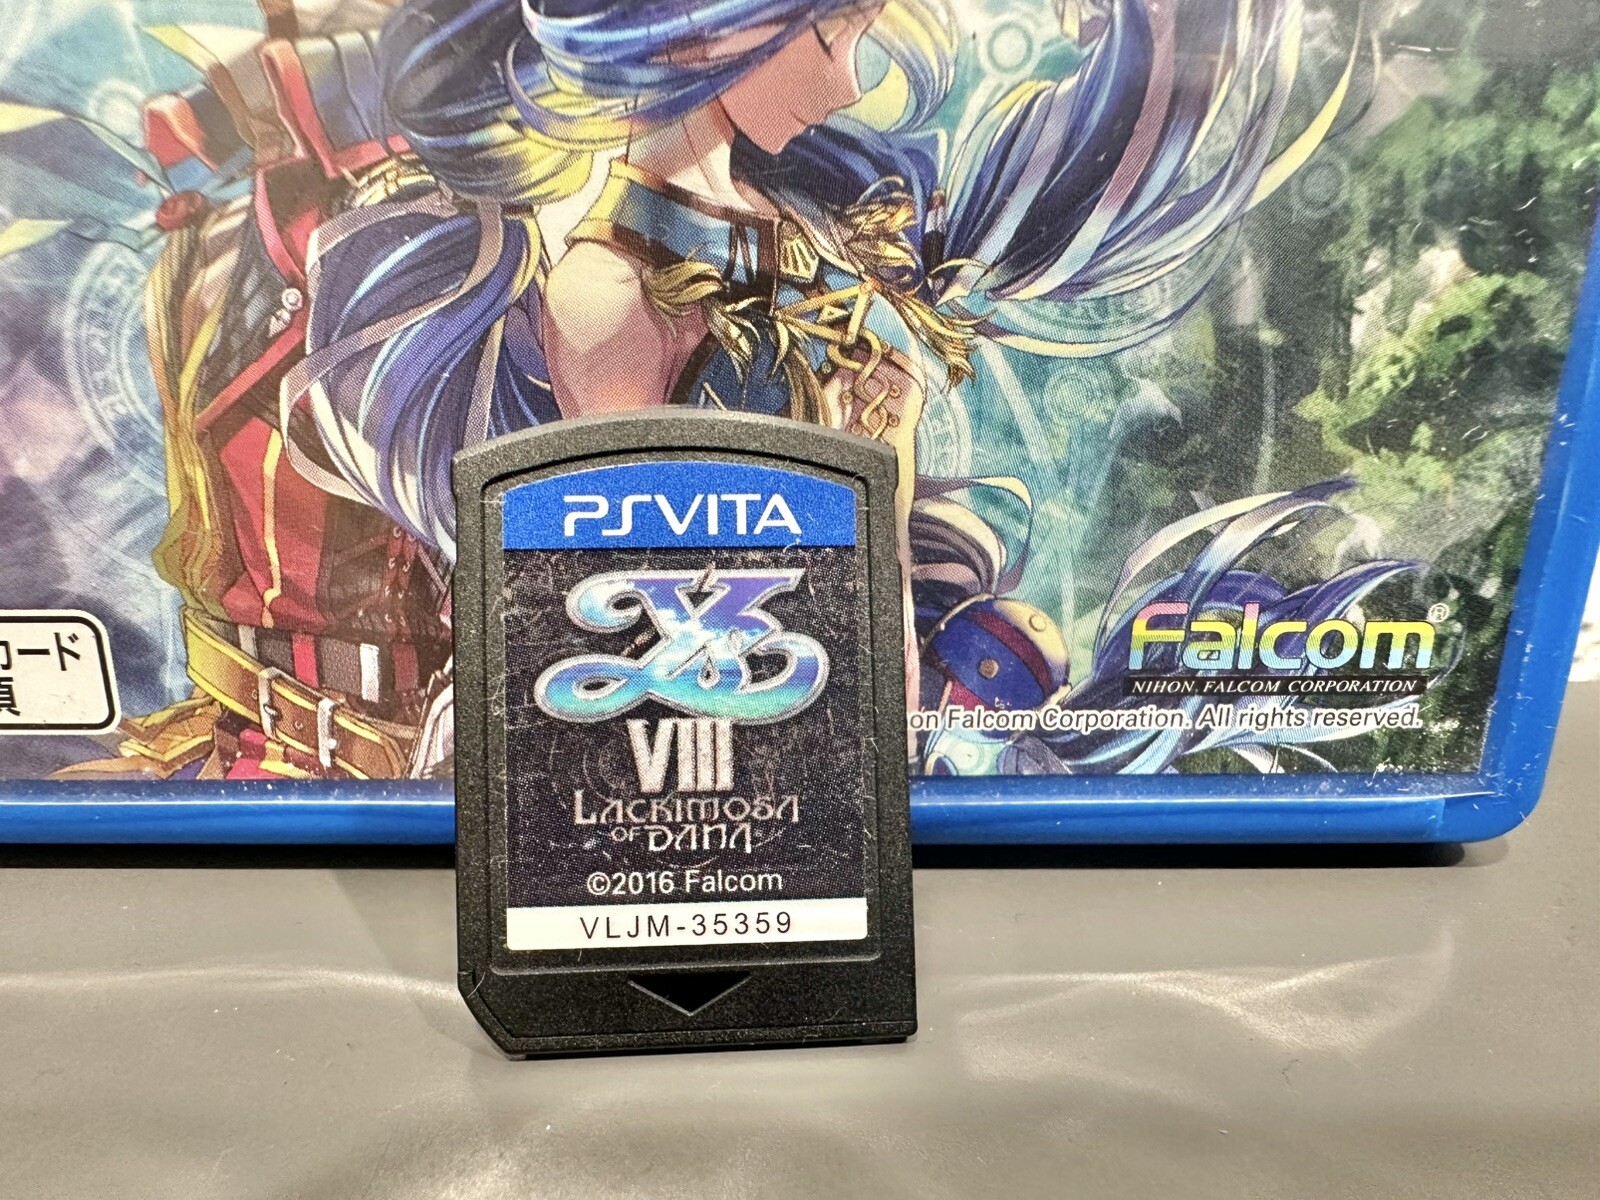 PSVITA
Ys
VIII
LACRIMOSA
OF DANA
©2016 Falcom
VLJM-35359
カード
Falcom®
NIHON FALCOM CORPORATION
on Falcom Corporation. All rights reserved.